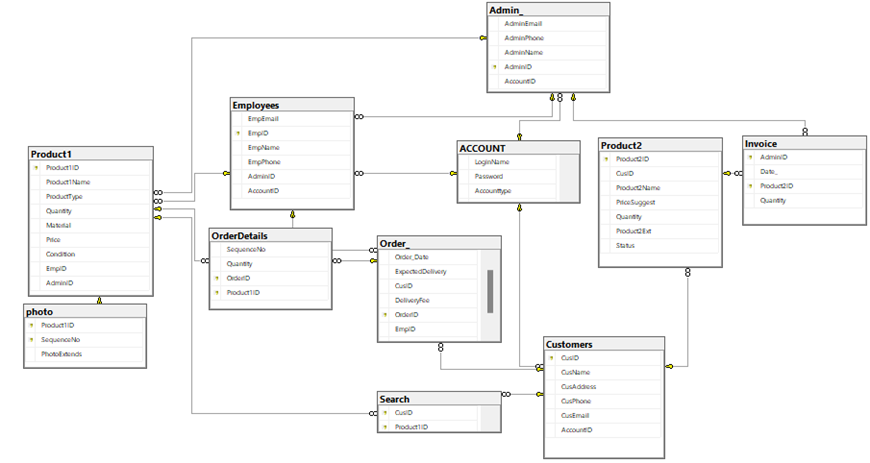 Admin_
AdminEmail
AdminPhone
AdminName
AdminID
AccountID
Employees
EmpEmail
EmpID
EmpName
EmpPhone
AdminID
AccountID
ACCOUNT
LoginName
Password
Accounttype
Product2
Product2ID
CusID
Product2Name
PriceSuggest
Quantity
Product2Ext
Status
Invoice
AdminID
Date_
Product2ID
Quantity
Product1
Product1ID
Product1Name
ProductType
Quantity
Material
Price
Condition
EmpID
AdminID
OrderDetails
SequenceNo
Quantity
OrderID
Product1ID
Order_
Order_Date
ExpectedDelivery
CusID
DeliveryFee
OrderID
EmpID
photo
Product1ID
SequenceNo
PhotoExtends
Customers
CusID
CusName
CusAddress
CusPhone
CusEmail
AccountID
Search
CusID
Product1ID